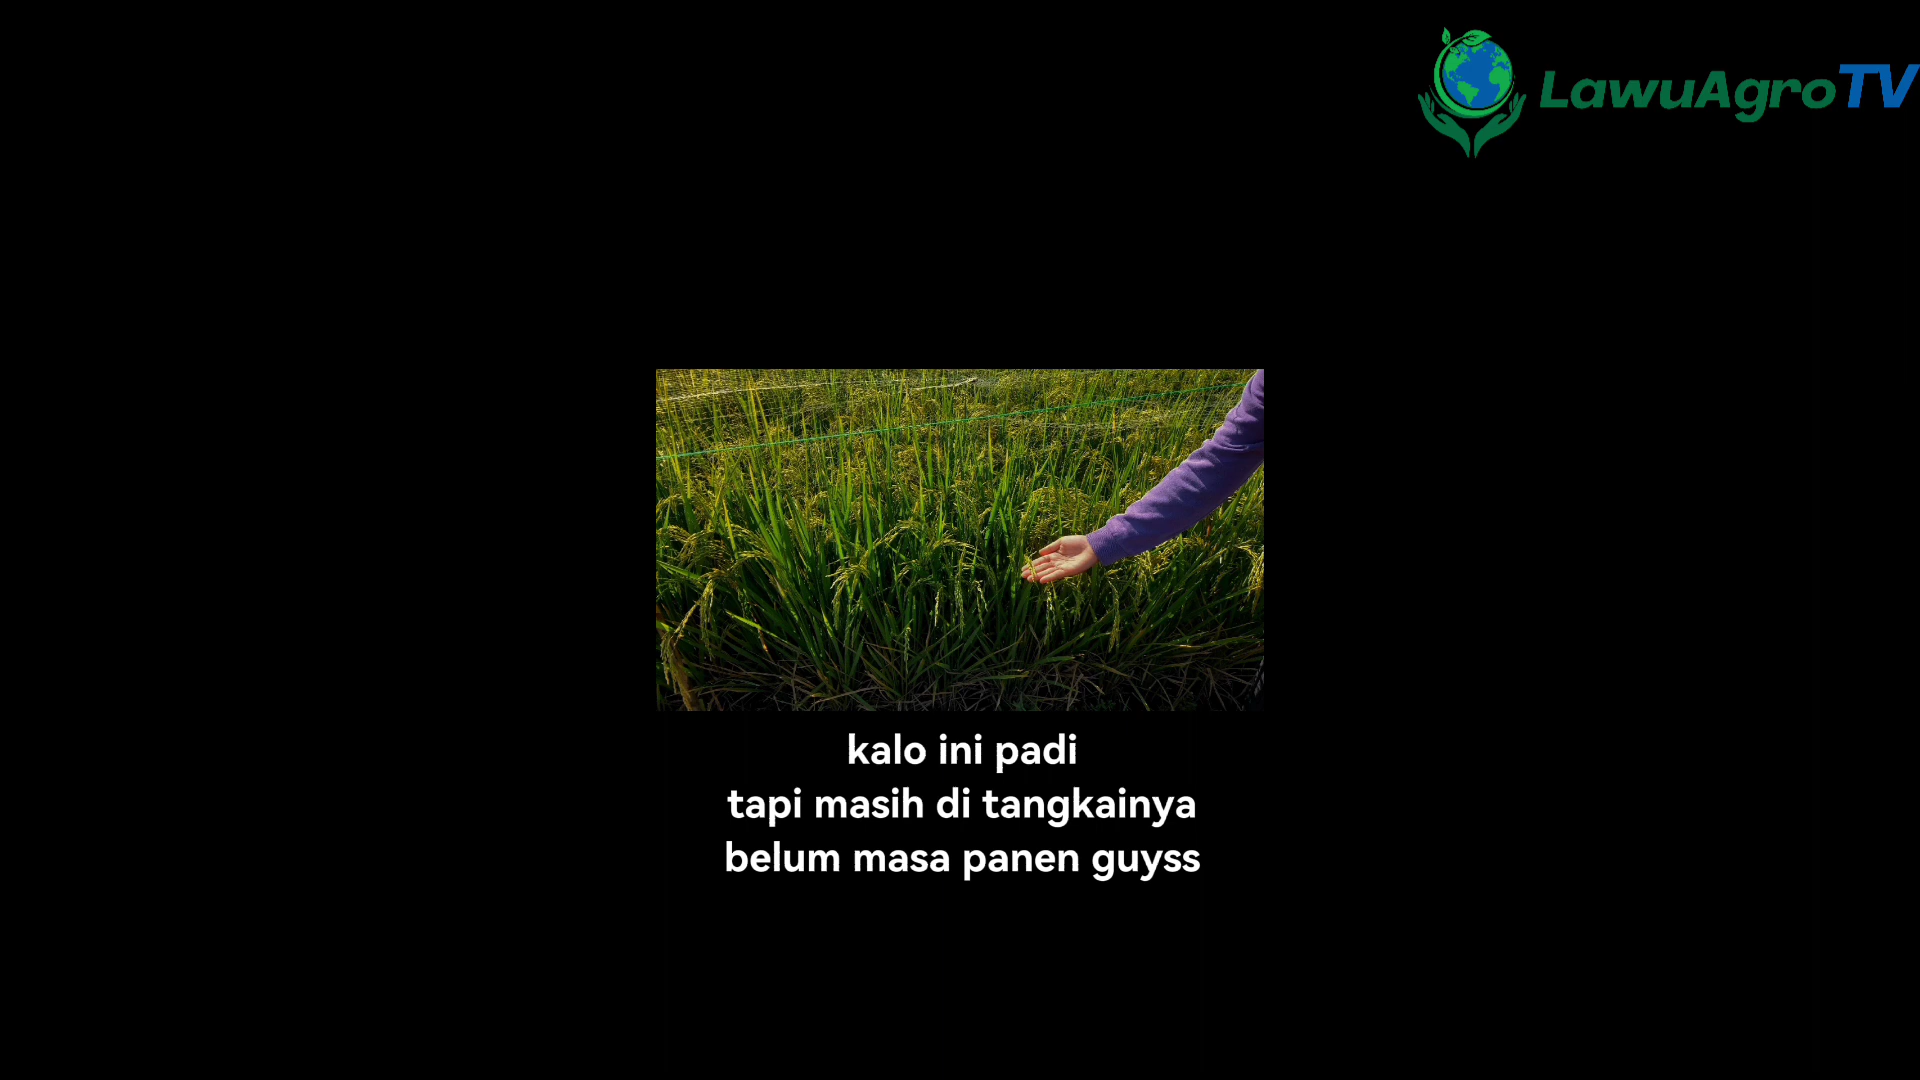 LawuAgroTV
kalo ini padi
tapi masih di tangkainya
belum masa panen guyss